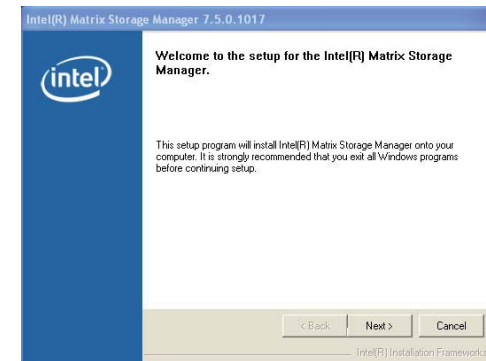 Intel(R) Matrix Storage Manager 7.5.0.1017
intel
Welcome to the setup for the Intel(R) Matrix Storage
Manager.
This setup program will install Intel(R) Matrix Storage Manager onto your
computer. It is strongly recommended that you exit all Windows programs
before continuing setup.
< Back Next > Cancel
Intel(R) Installation Frameworks